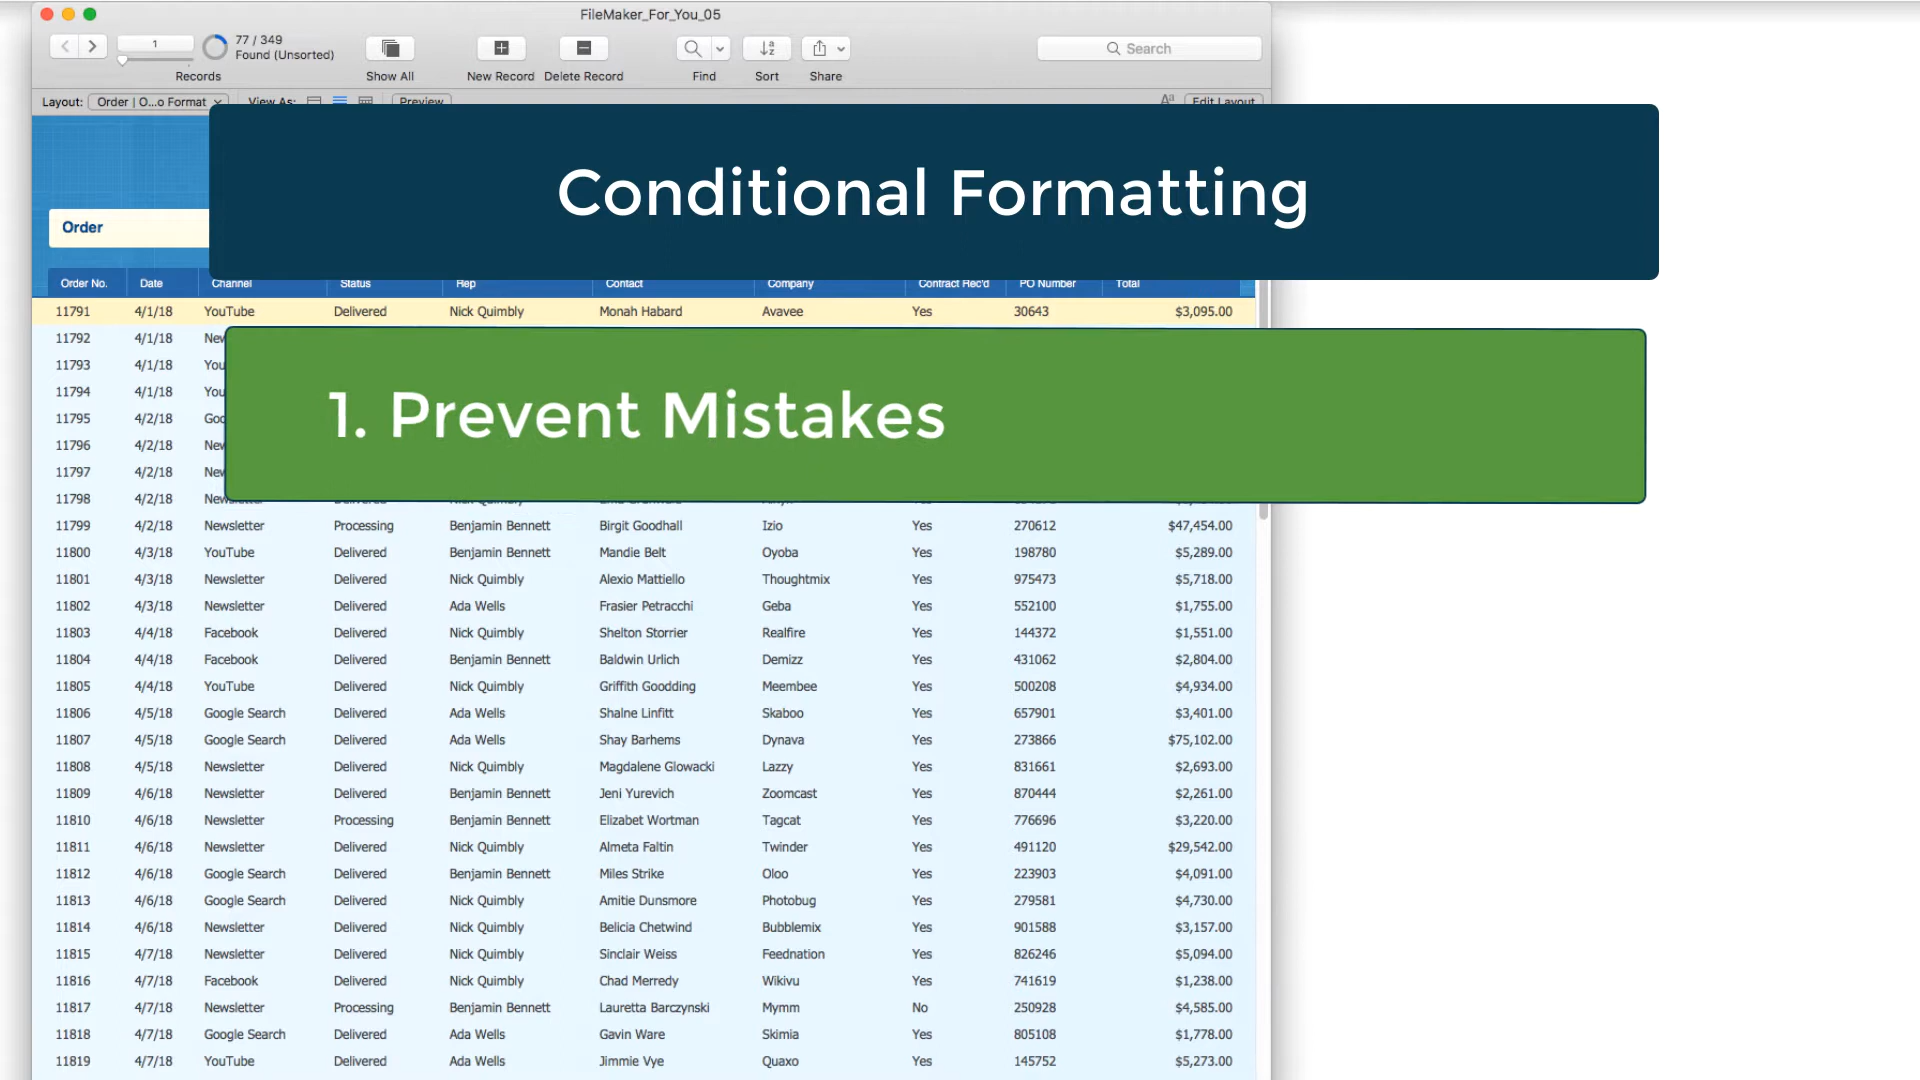 FileMaker_For_You_05
1
77 / 349
Found (Unsorted)
Records
Show All
New Record
Delete Record
Find
Sort
Share
Search
Layout: Order | O...o Format View As: Preview Aa Edit Layout
Conditional Formatting
Order
Order No. Date Channel Status Rep Contact Company Contract Rec'd PO Number Total
11791 4/1/18 YouTube Delivered Nick Quimbly Monah Habard Avavee Yes 30643 $3,095.00
11792 4/1/18
11793 4/1/18
11794 4/1/18
11795 4/2/18
11796 4/2/18
11797 4/2/18
11798 4/2/18
1. Prevent Mistakes
11799 4/2/18 Newsletter Processing Benjamin Bennett Birgit Goodhall Izio Yes 270612 $47,454.00
11800 4/3/18 YouTube Delivered Benjamin Bennett Mandie Belt Oyoba Yes 198780 $5,289.00
11801 4/3/18 Newsletter Delivered Nick Quimbly Alexio Mattiello Thoughtmix Yes 975473 $5,718.00
11802 4/3/18 Newsletter Delivered Ada Wells Frasier Petracchi Geba Yes 552100 $1,755.00
11803 4/4/18 Facebook Delivered Nick Quimbly Shelton Storrier Realfire Yes 144372 $1,551.00
11804 4/4/18 Facebook Delivered Benjamin Bennett Baldwin Urlich Demizz Yes 431062 $2,804.00
11805 4/4/18 YouTube Delivered Nick Quimbly Griffith Goodding Meembee Yes 500208 $4,934.00
11806 4/5/18 Google Search Delivered Ada Wells Shalne Linfitt Skaboo Yes 657901 $3,401.00
11807 4/5/18 Google Search Delivered Ada Wells Shay Barhems Dynava Yes 273866 $75,102.00
11808 4/5/18 Newsletter Delivered Nick Quimbly Magdalene Glowacki Lazzy Yes 831661 $2,693.00
11809 4/6/18 Newsletter Delivered Benjamin Bennett Jeni Yurevich Zoomcast Yes 870444 $2,261.00
11810 4/6/18 Newsletter Processing Benjamin Bennett Elizabet Wortman Tagcat Yes 776696 $3,220.00
11811 4/6/18 Newsletter Delivered Nick Quimbly Almeta Faltin Twinder Yes 491120 $29,542.00
11812 4/6/18 Google Search Delivered Benjamin Bennett Miles Strike Oloo Yes 223903 $4,091.00
11813 4/6/18 Google Search Delivered Nick Quimbly Amitie Dunsmore Photobug Yes 279581 $4,730.00
11814 4/6/18 Newsletter Delivered Nick Quimbly Belicia Chetwind Bubblemix Yes 901588 $3,157.00
11815 4/7/18 Newsletter Delivered Nick Quimbly Sinclair Weiss Feednation Yes 826246 $5,094.00
11816 4/7/18 Facebook Delivered Nick Quimbly Chad Merredy Wikivu Yes 741619 $1,238.00
11817 4/7/18 Newsletter Processing Benjamin Bennett Lauretta Barczynski Mymm No 250928 $4,585.00
11818 4/7/18 Google Search Delivered Ada Wells Gavin Ware Skimia Yes 805108 $1,778.00
11819 4/7/18 YouTube Delivered Ada Wells Jimmie Vye Quaxo Yes 145752 $5,273.00